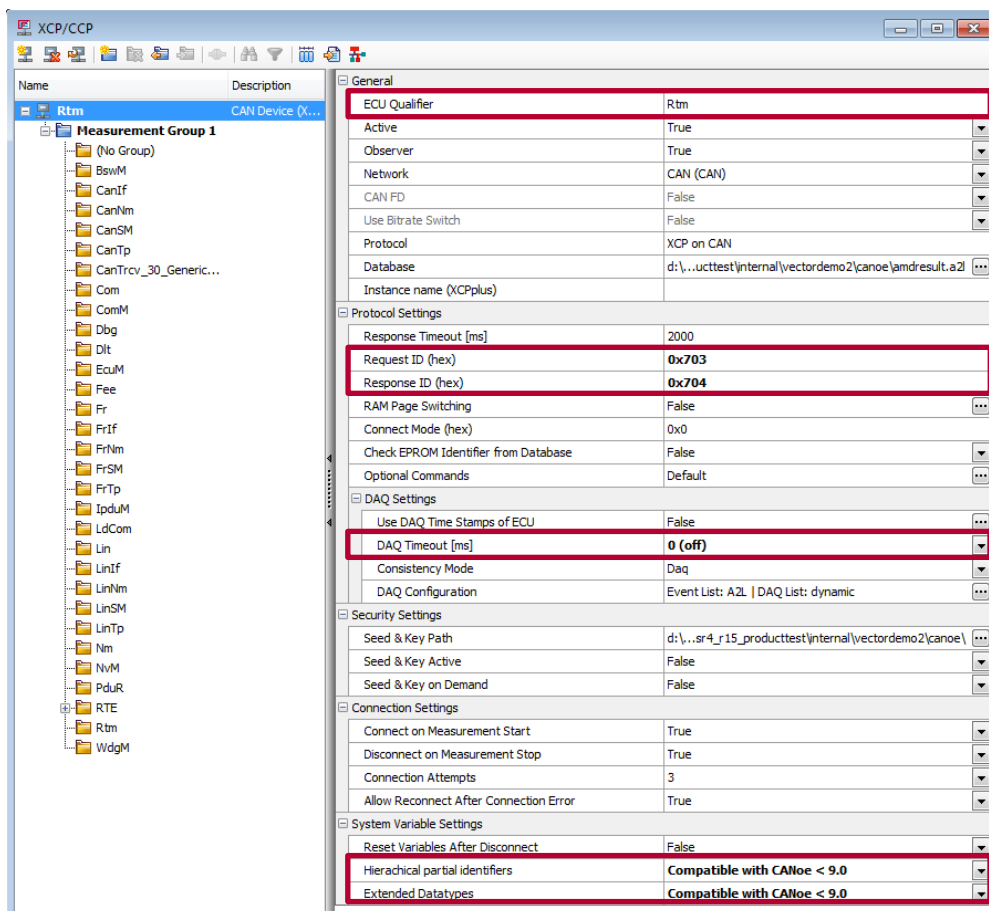 XCP/CCP
Name Description
Rtm CAN Device (X...
Measurement Group 1
(No Group)
BswM
CanIf
CanNm
CanSM
CanTp
CanTrcv_30_Generic...
Com
ComM
Dbg
Dlt
EcuM
Fee
Fr
FrIf
FrNm
FrSM
FrTp
IpduM
LdCom
Lin
LinIf
LinNm
LinSM
LinTp
Nm
NvM
PduR
RTE
Rtm
WdgM
General
ECU Qualifier Rtm
Active True
Observer True
Network CAN (CAN)
CAN FD False
Use Bitrate Switch False
Protocol XCP on CAN
Database d:\...ucttest\internal\vectordemo2\canoe\amdresult.a2l
Instance name (XCPplus)
Protocol Settings
Response Timeout [ms] 2000
Request ID (hex) 0x703
Response ID (hex) 0x704
RAM Page Switching False
Connect Mode (hex) 0x0
Check EPROM Identifier from Database False
Optional Commands Default
DAQ Settings
Use DAQ Time Stamps of ECU False
DAQ Timeout [ms] 0 (off)
Consistency Mode Daq
DAQ Configuration Event List: A2L | DAQ List: dynamic
Security Settings
Seed & Key Path d:\...sr4_r15_producttest\internal\vectordemo2\canoe\
Seed & Key Active False
Seed & Key on Demand False
Connection Settings
Connect on Measurement Start True
Disconnect on Measurement Stop True
Connection Attempts 3
Allow Reconnect After Connection Error True
System Variable Settings
Reset Variables After Disconnect False
Hierachical partial identifiers Compatible with CANoe < 9.0
Extended Datatypes Compatible with CANoe < 9.0